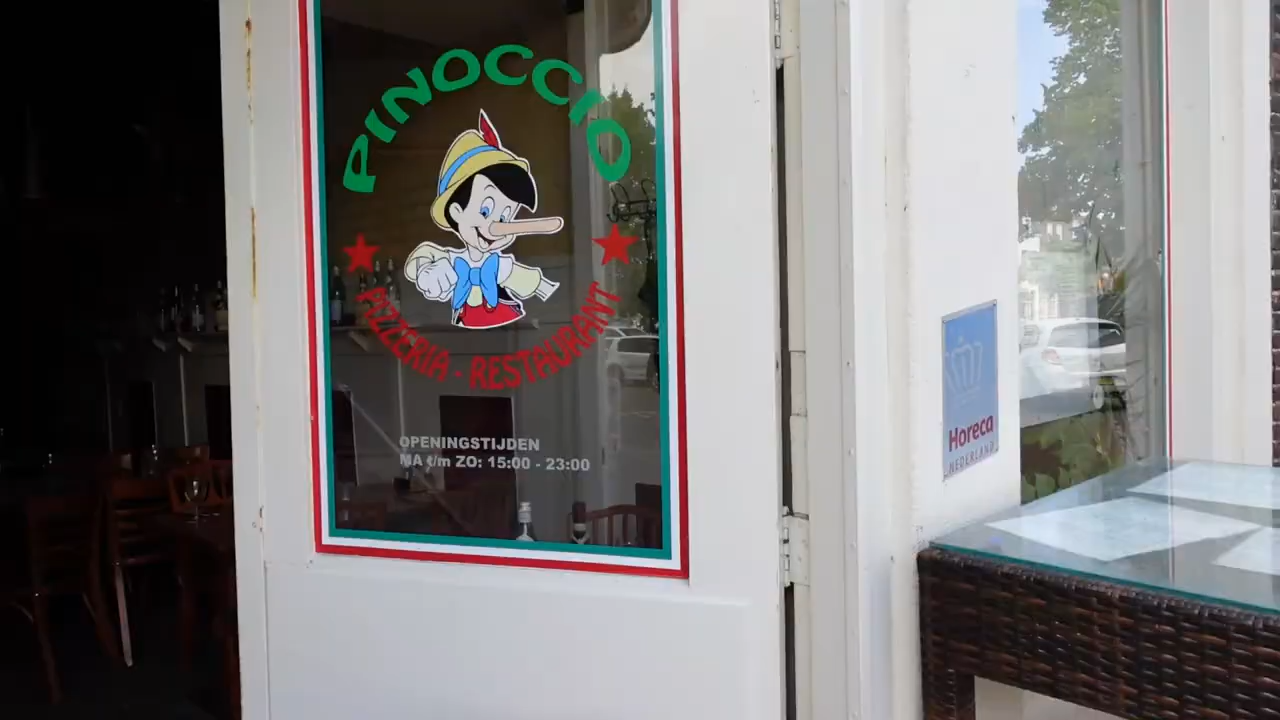 PINOCCIO
PIZZERIA - RESTAURANT
OPENINGSTIJDEN
MA t/m ZO: 15:00 - 23:00
Horeca
NEDERLAND